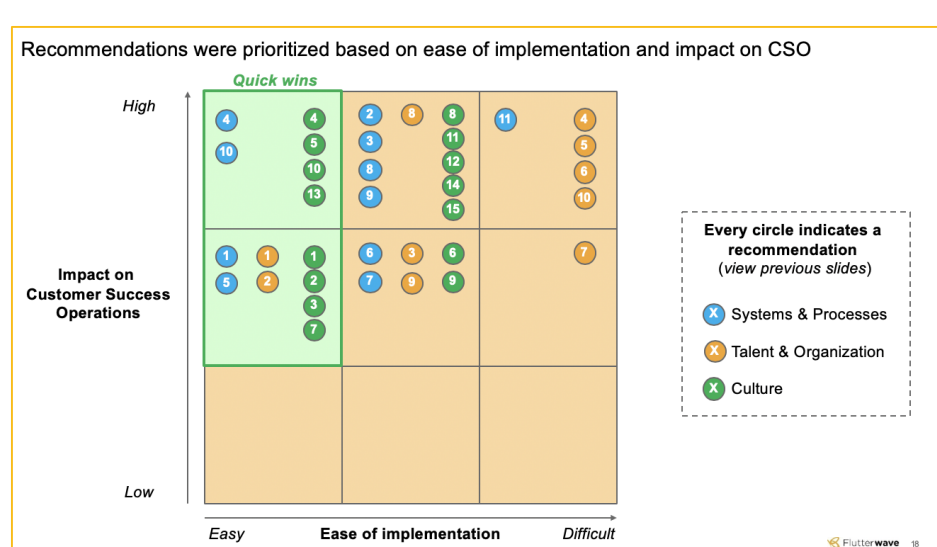 Recommendations were prioritized based on ease of implementation and impact on CSO
Quick wins
High
4 4 2 8 8 11 4
10 5 3 11 5
10 8 12 6
13 9 14 10
15
Impact on
Customer Success
Operations
1 1 1 6 3 6 7
5 2 2 7 9 9
3
7
Low
Easy Ease of implementation Difficult
Every circle indicates a
recommendation
(view previous slides)
X Systems & Processes
X Talent & Organization
X Culture
Flutterwave 18